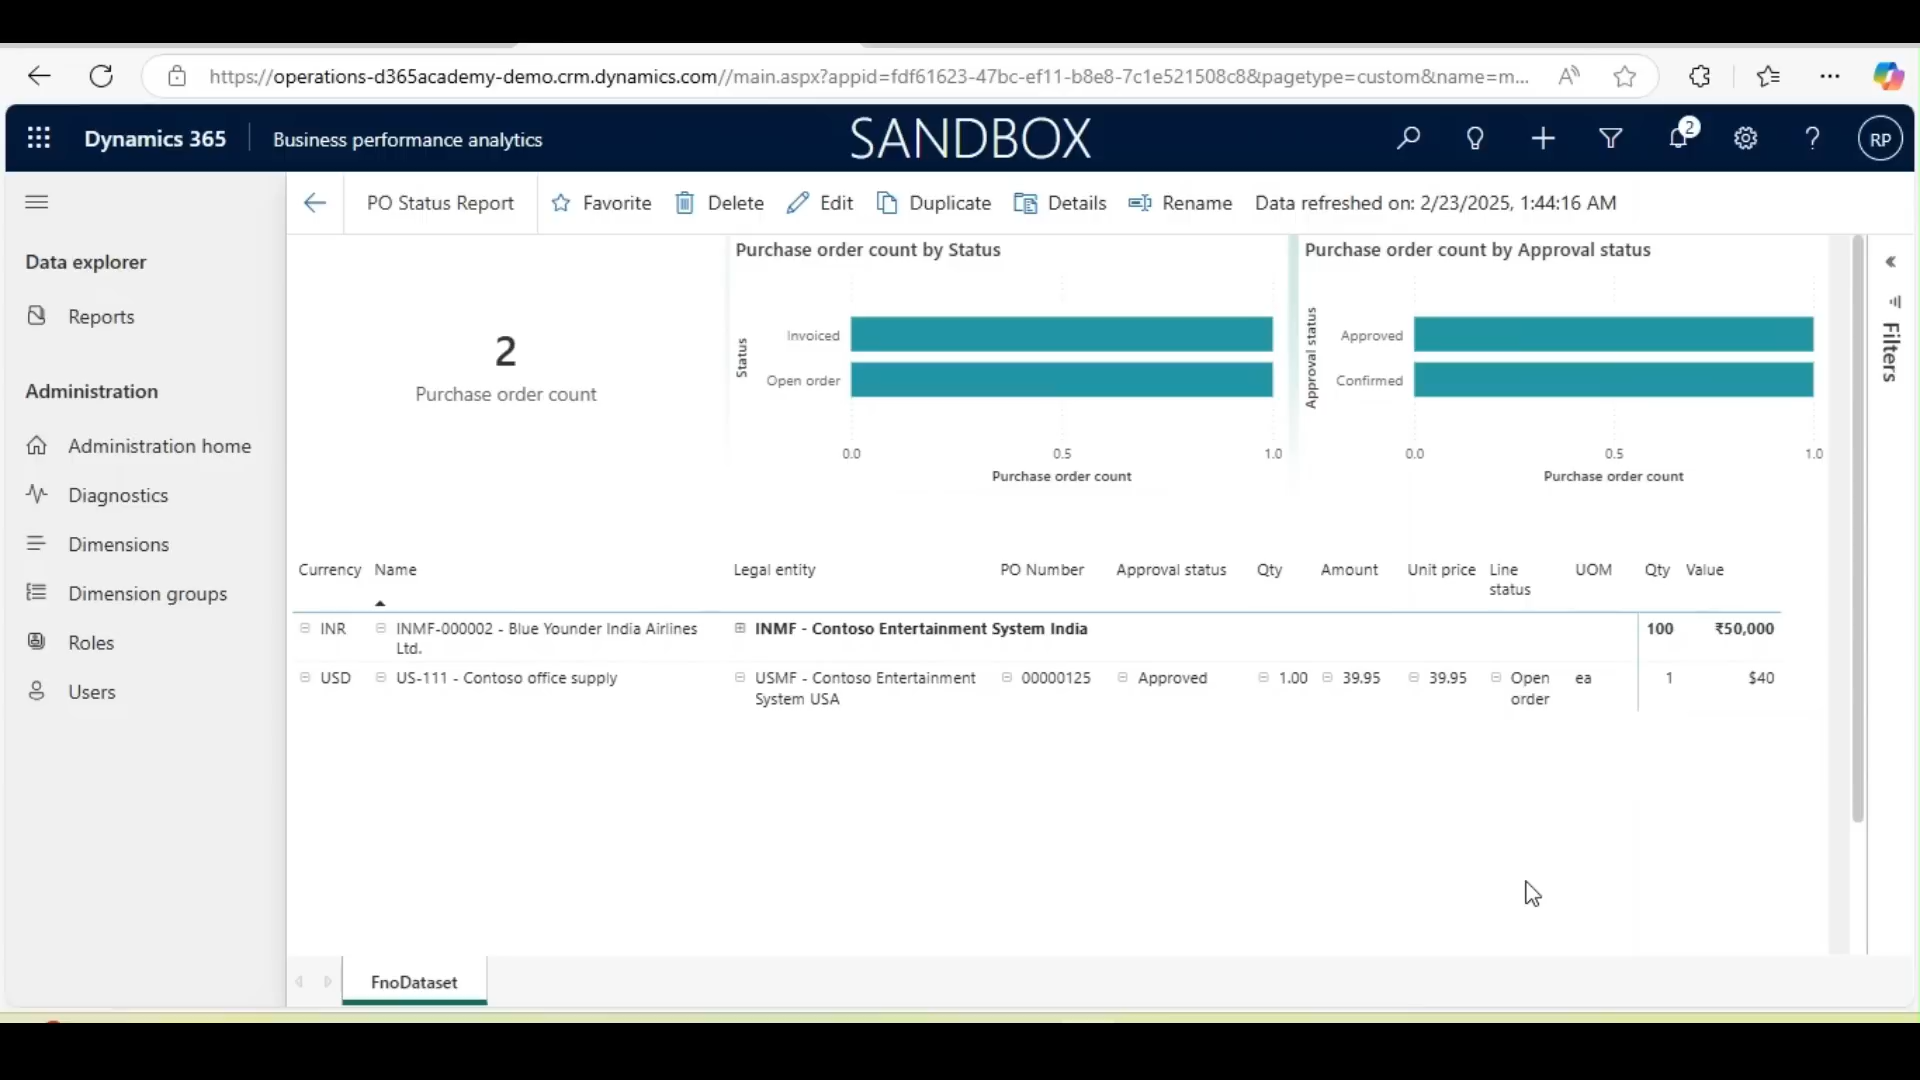 https://operations-d365academy-demo.crm.dynamics.com//main.aspx?appid=fdf61623-47bc-ef11-b8e8-7c1e521508c8&pagetype=custom&name=m...
Dynamics 365
Business performance analytics
SANDBOX
2
RP
PO Status Report
Favorite
Delete
Edit
Duplicate
Details
Rename
Data refreshed on: 2/23/2025, 1:44:16 AM
Data explorer
Reports
Administration
Administration home
Diagnostics
Dimensions
Dimension groups
Roles
Users
2
Purchase order count
Purchase order count by Status
Status
Invoiced
Open order
0.0 0.5 1.0
Purchase order count
Purchase order count by Approval status
Approval status
Approved
Confirmed
0.0 0.5 1.0
Purchase order count
Filters
Currency Name Legal entity PO Number Approval status Qty Amount Unit price Line UOM Qty Value
status
INR INMF-000002 - Blue Younder India Airlines INMF - Contoso Entertainment System India 100 ₹50,000
Ltd.
USD US-111 - Contoso office supply USMF - Contoso Entertainment 00000125 Approved 1.00 39.95 39.95 Open ea 1 $40
System USA order
FnoDataset